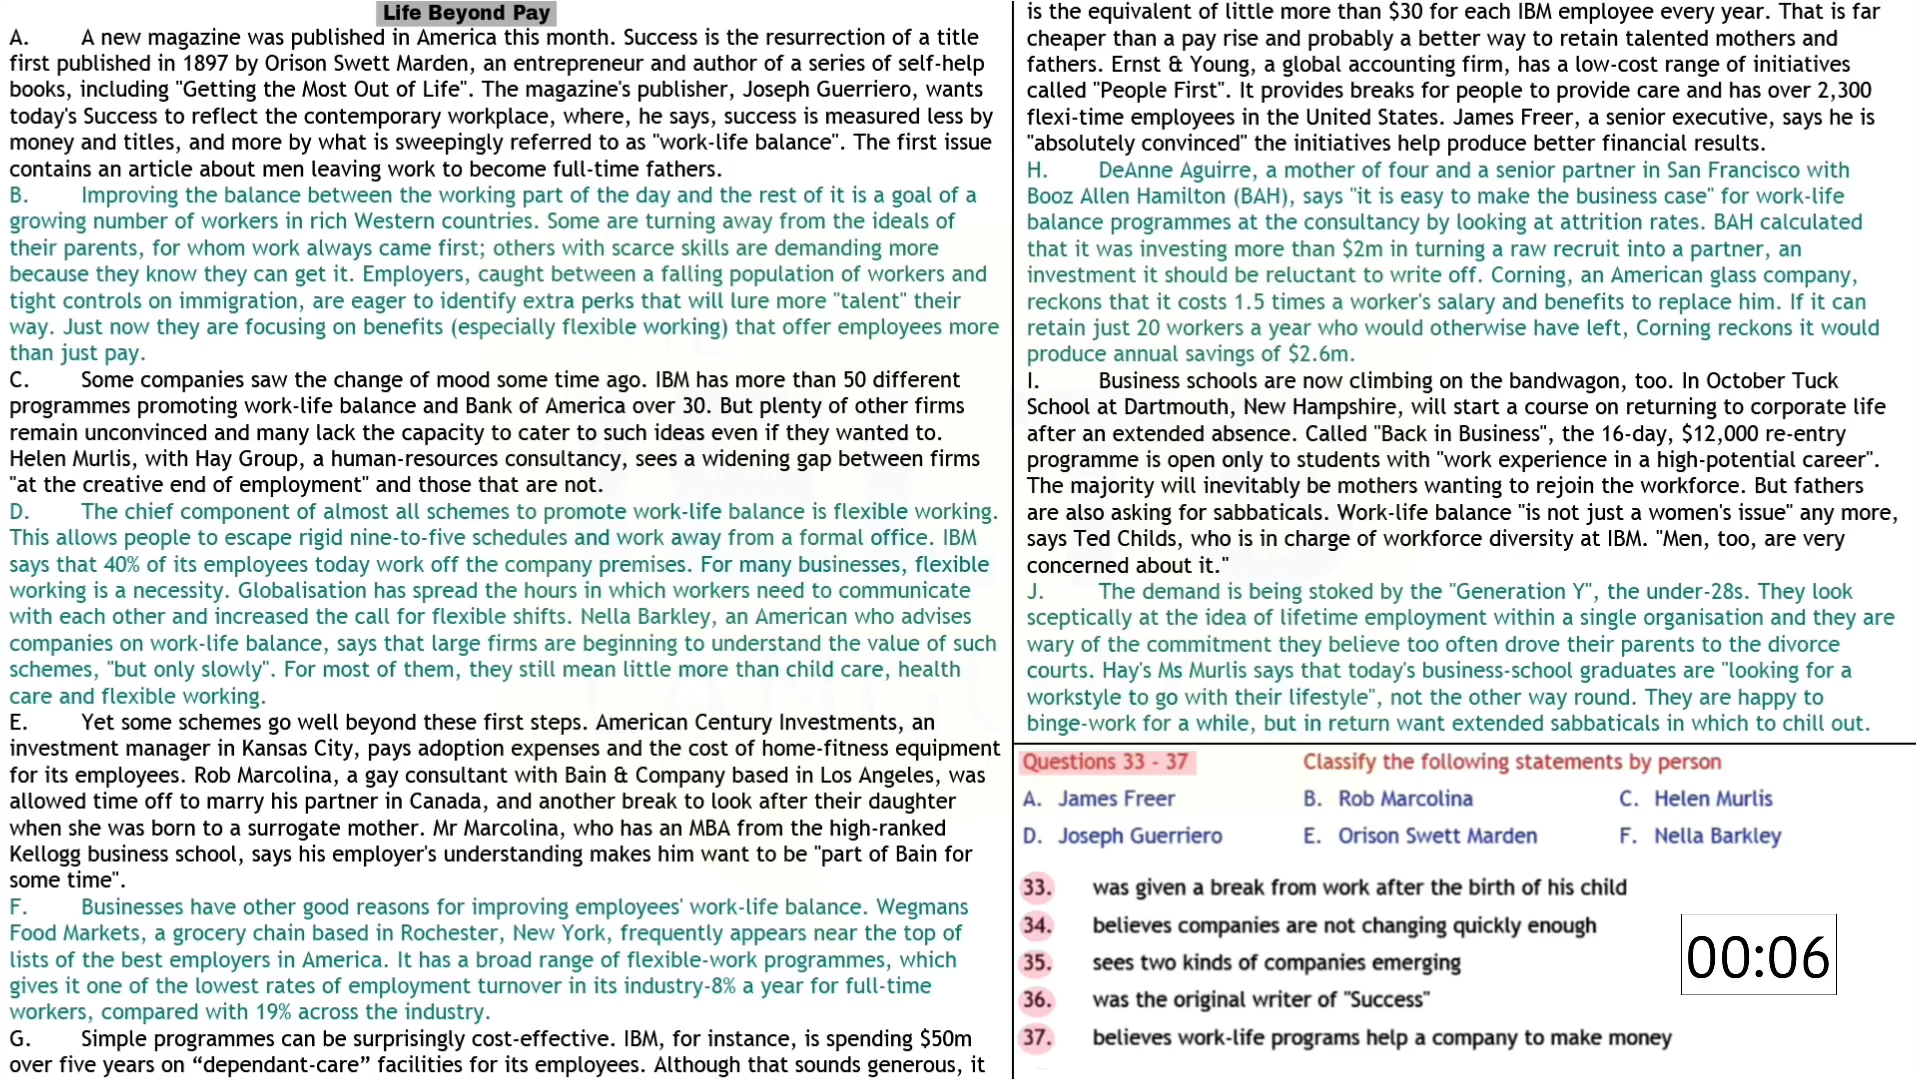 Life Beyond Pay
A. A new magazine was published in America this month. Success is the resurrection of a title
first published in 1897 by Orison Swett Marden, an entrepreneur and author of a series of self-help
books, including "Getting the Most Out of Life". The magazine's publisher, Joseph Guerriero, wants
today's Success to reflect the contemporary workplace, where, he says, success is measured less by
money and titles, and more by what is sweepingly referred to as "work-life balance". The first issue
contains an article about men leaving work to become full-time fathers.
B. Improving the balance between the working part of the day and the rest of it is a goal of a
growing number of workers in rich Western countries. Some are turning away from the ideals of
their parents, for whom work always came first; others with scarce skills are demanding more
because they know they can get it. Employers, caught between a falling population of workers and
tight controls on immigration, are eager to identify extra perks that will lure more "talent" their
way. Just now they are focusing on benefits (especially flexible working) that offer employees more
than just pay.
C. Some companies saw the change of mood some time ago. IBM has more than 50 different
programmes promoting work-life balance and Bank of America over 30. But plenty of other firms
remain unconvinced and many lack the capacity to cater to such ideas even if they wanted to.
Helen Murlis, with Hay Group, a human-resources consultancy, sees a widening gap between firms
"at the creative end of employment" and those that are not.
D. The chief component of almost all schemes to promote work-life balance is flexible working.
This allows people to escape rigid nine-to-five schedules and work away from a formal office. IBM
says that 40% of its employees today work off the company premises. For many businesses, flexible
working is a necessity. Globalisation has spread the hours in which workers need to communicate
with each other and increased the call for flexible shifts. Nella Barkley, an American who advises
companies on work-life balance, says that large firms are beginning to understand the value of such
schemes, "but only slowly". For most of them, they still mean little more than child care, health
care and flexible working.
E. Yet some schemes go well beyond these first steps. American Century Investments, an
investment manager in Kansas City, pays adoption expenses and the cost of home-fitness equipment
for its employees. Rob Marcolina, a gay consultant with Bain & Company based in Los Angeles, was
allowed time off to marry his partner in Canada, and another break to look after their daughter
when she was born to a surrogate mother. Mr Marcolina, who has an MBA from the high-ranked
Kellogg business school, says his employer's understanding makes him want to be "part of Bain for
some time".
F. Businesses have other good reasons for improving employees' work-life balance. Wegmans
Food Markets, a grocery chain based in Rochester, New York, frequently appears near the top of
lists of the best employers in America. It has a broad range of flexible-work programmes, which
gives it one of the lowest rates of employment turnover in its industry-8% a year for full-time
workers, compared with 19% across the industry.
G. Simple programmes can be surprisingly cost-effective. IBM, for instance, is spending $50m
over five years on “dependant-care” facilities for its employees. Although that sounds generous, it
is the equivalent of little more than $30 for each IBM employee every year. That is far
cheaper than a pay rise and probably a better way to retain talented mothers and
fathers. Ernst & Young, a global accounting firm, has a low-cost range of initiatives
called "People First". It provides breaks for people to provide care and has over 2,300
flexi-time employees in the United States. James Freer, a senior executive, says he is
"absolutely convinced" the initiatives help produce better financial results.
H. DeAnne Aguirre, a mother of four and a senior partner in San Francisco with
Booz Allen Hamilton (BAH), says "it is easy to make the business case" for work-life
balance programmes at the consultancy by looking at attrition rates. BAH calculated
that it was investing more than $2m in turning a raw recruit into a partner, an
investment it should be reluctant to write off. Corning, an American glass company,
reckons that it costs 1.5 times a worker's salary and benefits to replace him. If it can
retain just 20 workers a year who would otherwise have left, Corning reckons it would
produce annual savings of $2.6m.
I. Business schools are now climbing on the bandwagon, too. In October Tuck
School at Dartmouth, New Hampshire, will start a course on returning to corporate life
after an extended absence. Called "Back in Business", the 16-day, $12,000 re-entry
programme is open only to students with "work experience in a high-potential career".
The majority will inevitably be mothers wanting to rejoin the workforce. But fathers
are also asking for sabbaticals. Work-life balance "is not just a women's issue" any more,
says Ted Childs, who is in charge of workforce diversity at IBM. "Men, too, are very
concerned about it."
J. The demand is being stoked by the "Generation Y", the under-28s. They look
sceptically at the idea of lifetime employment within a single organisation and they are
wary of the commitment they believe too often drove their parents to the divorce
courts. Hay's Ms Murlis says that today's business-school graduates are "looking for a
workstyle to go with their lifestyle", not the other way round. They are happy to
binge-work for a while, but in return want extended sabbaticals in which to chill out.
Questions 33 - 37 Classify the following statements by person
A. James Freer B. Rob Marcolina C. Helen Murlis
D. Joseph Guerriero E. Orison Swett Marden F. Nella Barkley
33. was given a break from work after the birth of his child
34. believes companies are not changing quickly enough
35. sees two kinds of companies emerging
36. was the original writer of "Success"
37. believes work-life programs help a company to make money
00:06